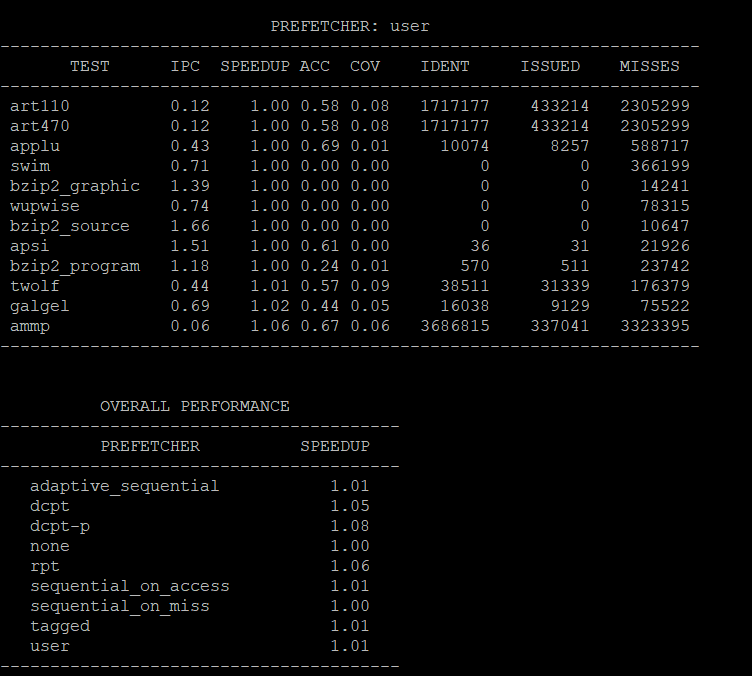 PREFETCHER: user
--------------------------------------------------------------------
TEST IPC SPEEDUP ACC COV IDENT ISSUED MISSES
--------------------------------------------------------------------
art110 0.12 1.00 0.58 0.08 1717177 433214 2305299
art470 0.12 1.00 0.58 0.08 1717177 433214 2305299
applu 0.43 1.00 0.69 0.01 10074 8257 588717
swim 0.71 1.00 0.00 0.00 0 0 366199
bzip2_graphic 1.39 1.00 0.00 0.00 0 0 14241
wupwise 0.74 1.00 0.00 0.00 0 0 78315
bzip2_source 1.66 1.00 0.00 0.00 0 0 10647
apsi 1.51 1.00 0.61 0.00 36 31 21926
bzip2_program 1.18 1.00 0.24 0.01 570 511 23742
twolf 0.44 1.01 0.57 0.09 38511 31339 176379
galgel 0.69 1.02 0.44 0.05 16038 9129 75522
ammp 0.06 1.06 0.67 0.06 3686815 337041 3323395
--------------------------------------------------------------------
OVERALL PERFORMANCE
----------------------------------------
PREFETCHER SPEEDUP
----------------------------------------
adaptive_sequential 1.01
dcpt 1.05
dcpt-p 1.08
none 1.00
rpt 1.06
sequential_on_access 1.01
sequential_on_miss 1.00
tagged 1.01
user 1.01
----------------------------------------